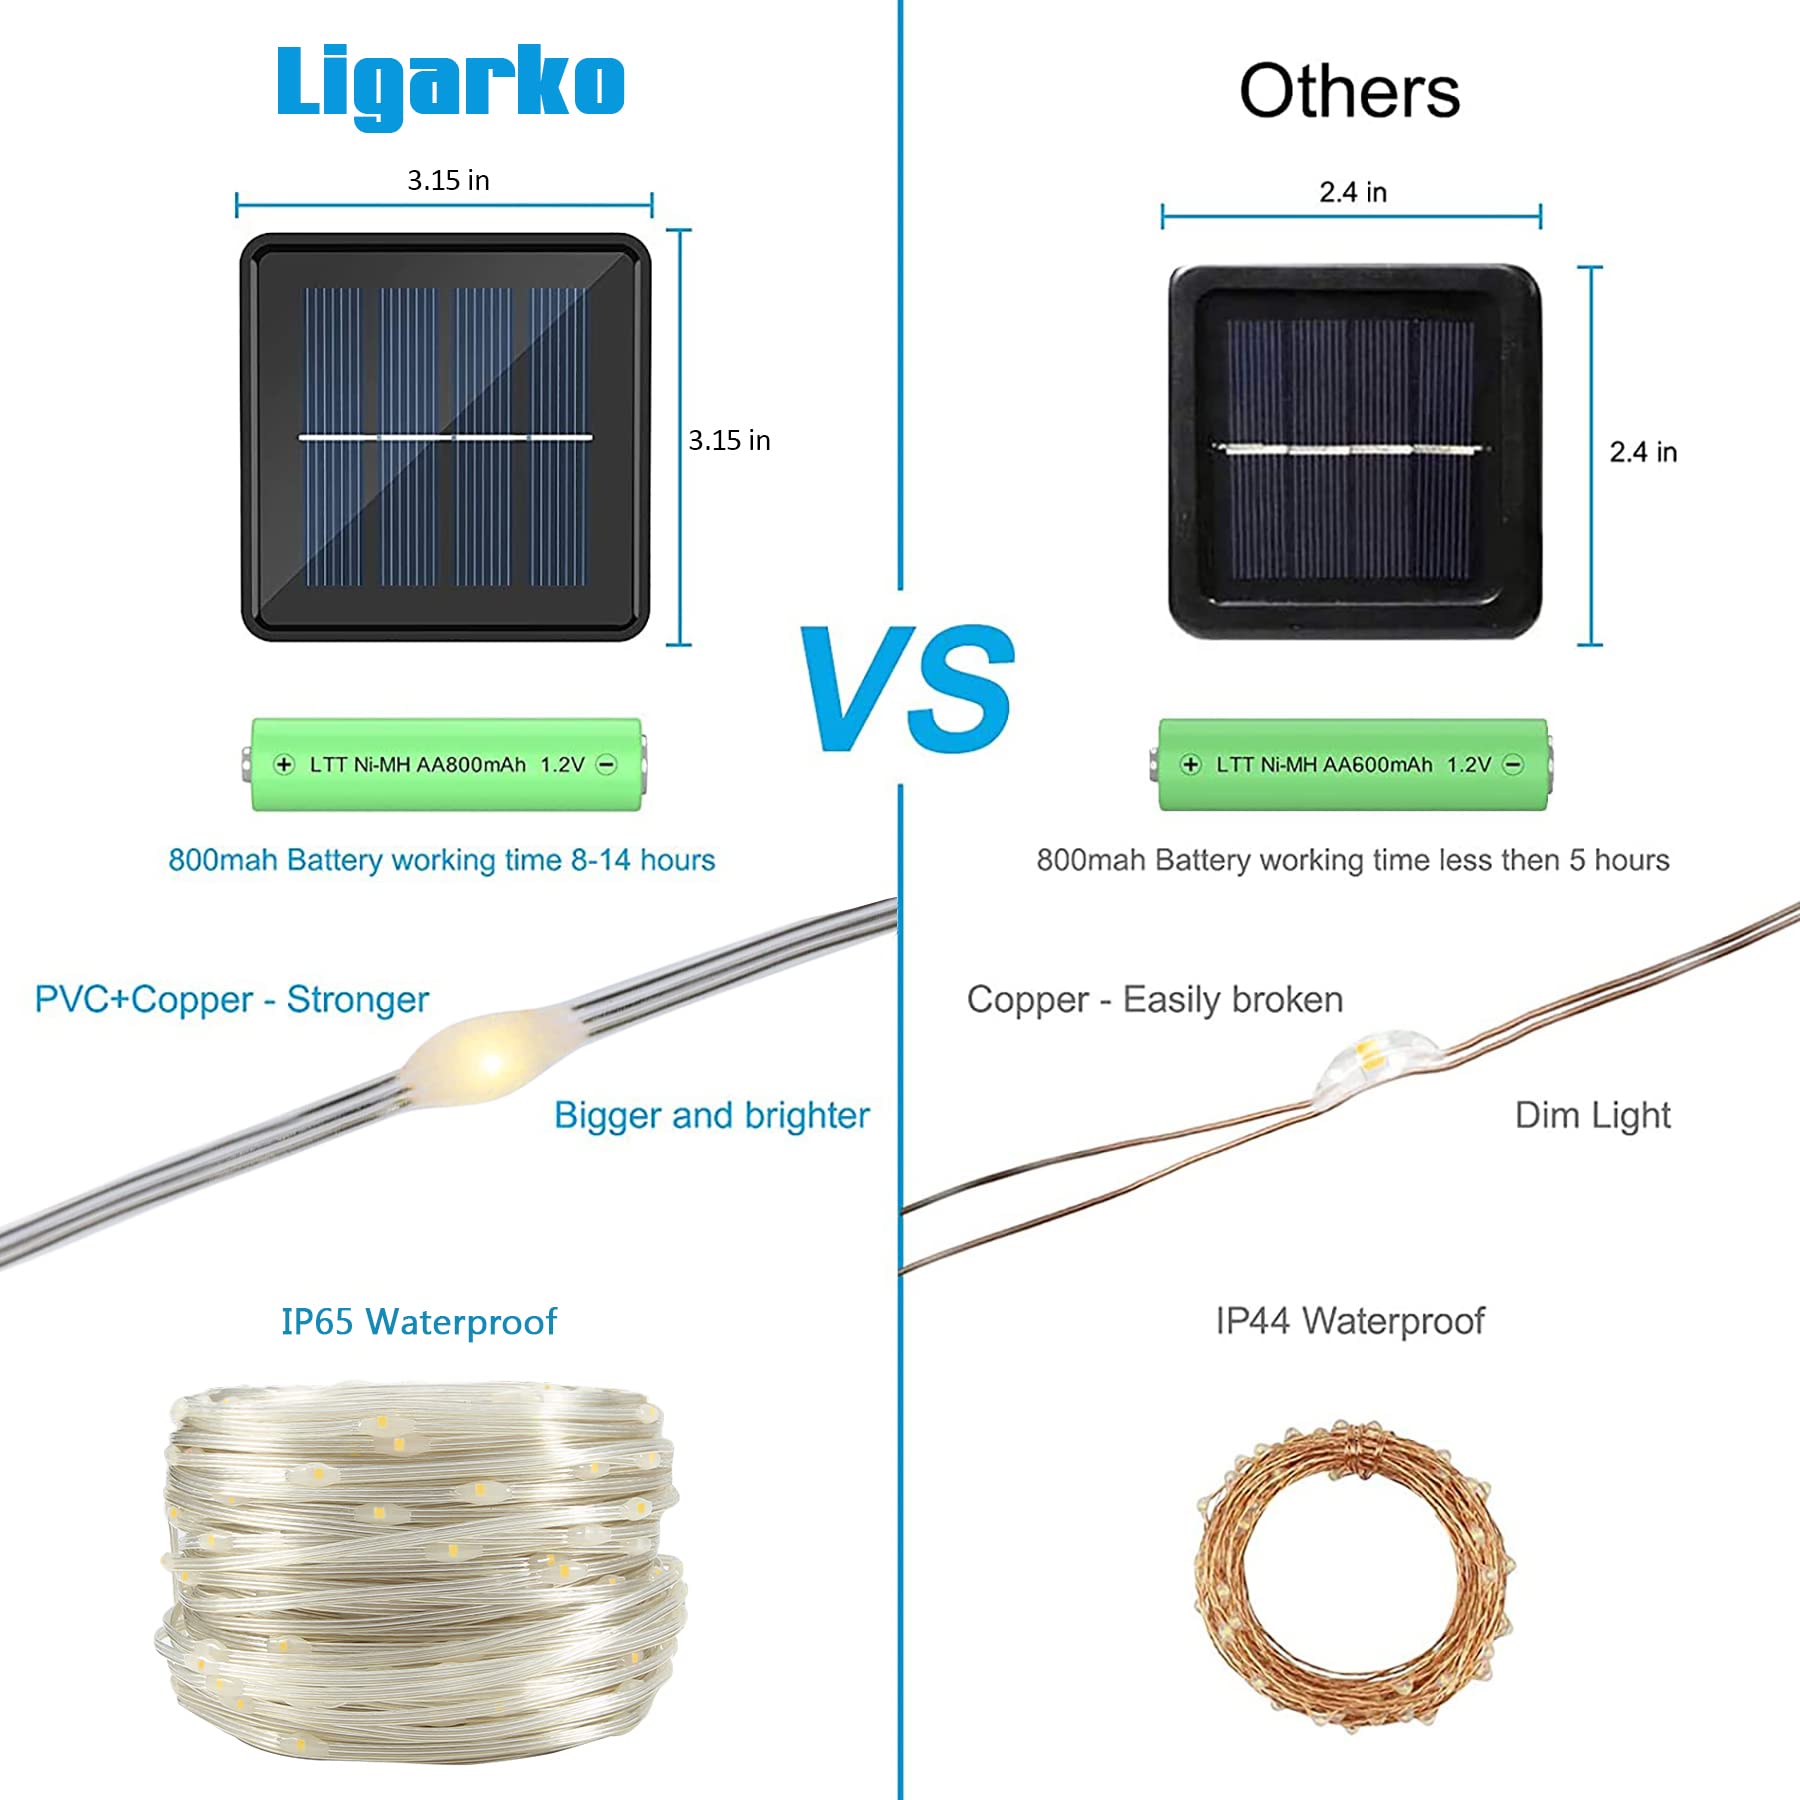 Ligarko
3.15 in
3.15 in
+ LTT Ni-MH AA800mAh 1.2V −
800mah Battery working time 8-14 hours
PVC+Copper - Stronger
Bigger and brighter
IP65 Waterproof
VS
Others
2.4 in
2.4 in
+ LTT Ni-MH AA600mAh 1.2V −
800mah Battery working time less then 5 hours
Copper - Easily broken
Dim Light
IP44 Waterproof